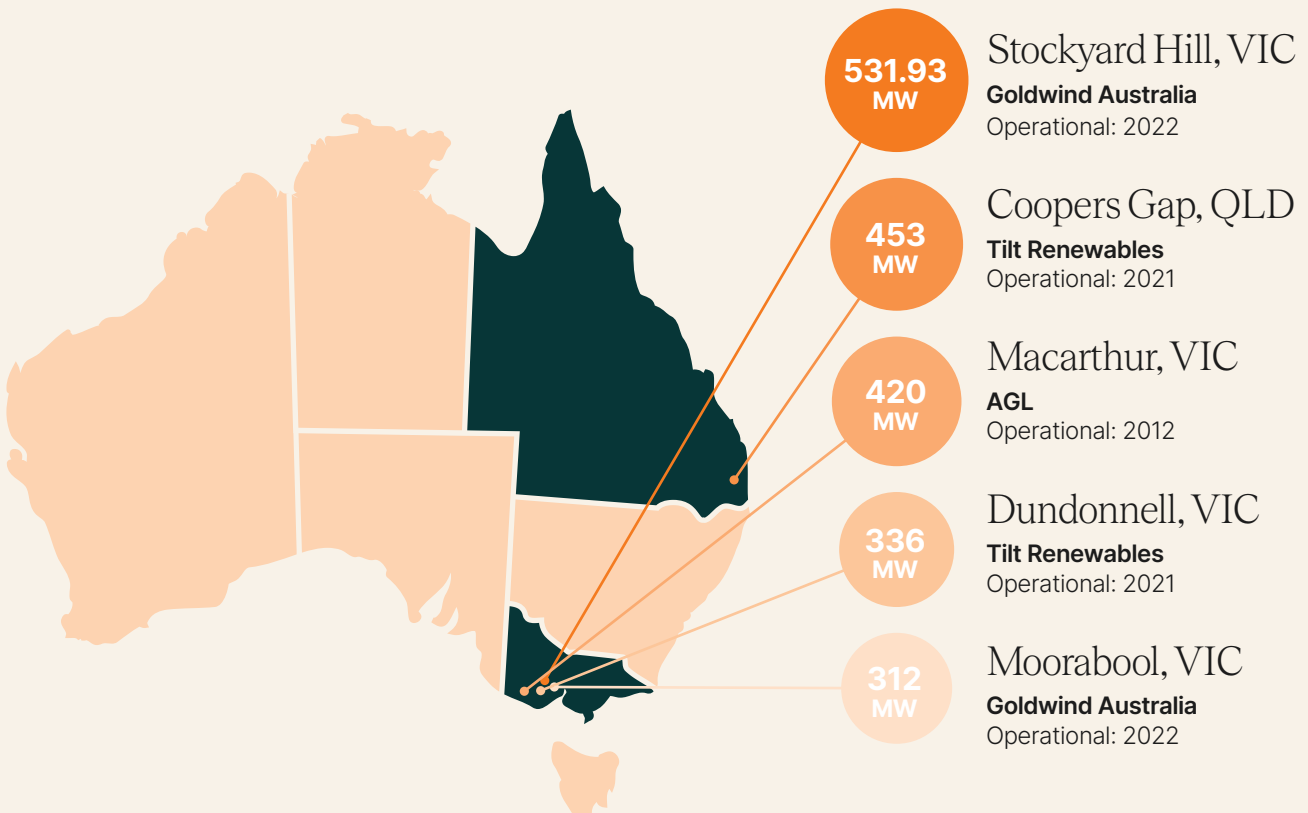 531.93
MW
Stockyard Hill, VIC
Goldwind Australia
Operational: 2022
453
MW
Coopers Gap, QLD
Tilt Renewables
Operational: 2021
420
MW
Macarthur, VIC
AGL
Operational: 2012
336
MW
Dundonnell, VIC
Tilt Renewables
Operational: 2021
312
MW
Moorabool, VIC
Goldwind Australia
Operational: 2022